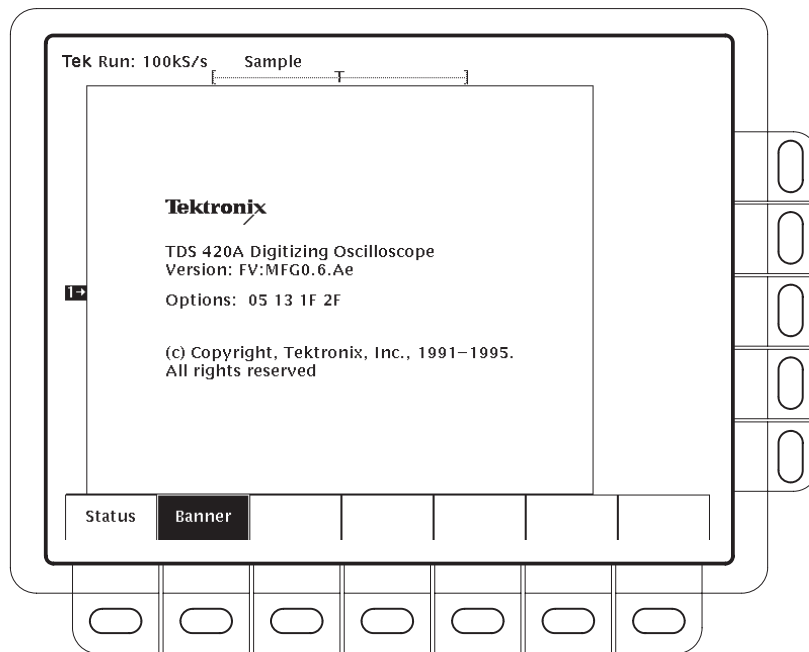 Tek Run: 100kS/s Sample
[ T ]
Tektronix
TDS 420A Digitizing Oscilloscope
Version: FV:MFG0.6.Ae
1→
Options: 05 13 1F 2F
(c) Copyright, Tektronix, Inc., 1991–1995.
All rights reserved
Status Banner